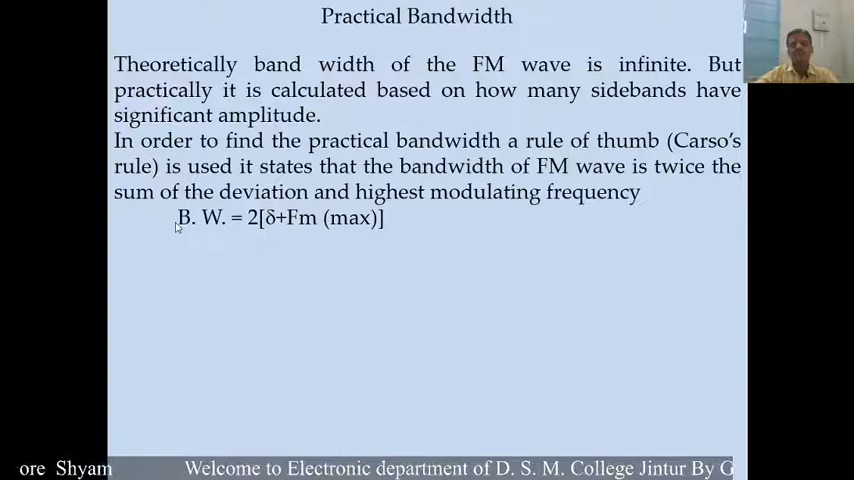 Practical Bandwidth
Theoretically band width of the FM wave is infinite. But
practically it is calculated based on how many sidebands have
significant amplitude.
In order to find the practical bandwidth a rule of thumb (Carso's
rule) is used it states that the bandwidth of FM wave is twice the
sum of the deviation and highest modulating frequency
B. W. = 2[δ+Fm (max)]
ore Shyam Welcome to Electronic department of D. S. M. College Jintur By G